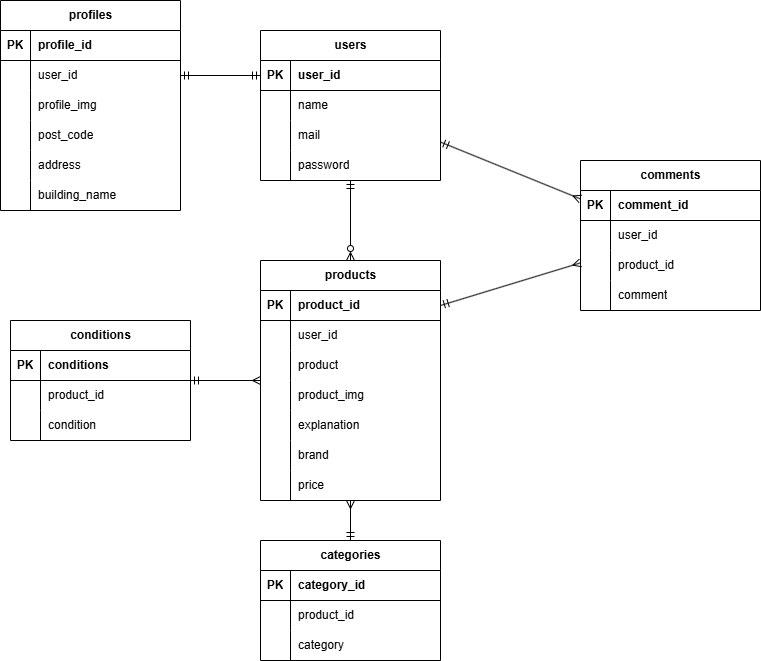 profiles
PK profile_id
user_id
profile_img
post_code
address
building_name
users
PK user_id
name
mail
password
comments
PK comment_id
user_id
product_id
comment
products
PK product_id
user_id
product
product_img
explanation
brand
price
conditions
PK conditions
product_id
condition
categories
PK category_id
product_id
category